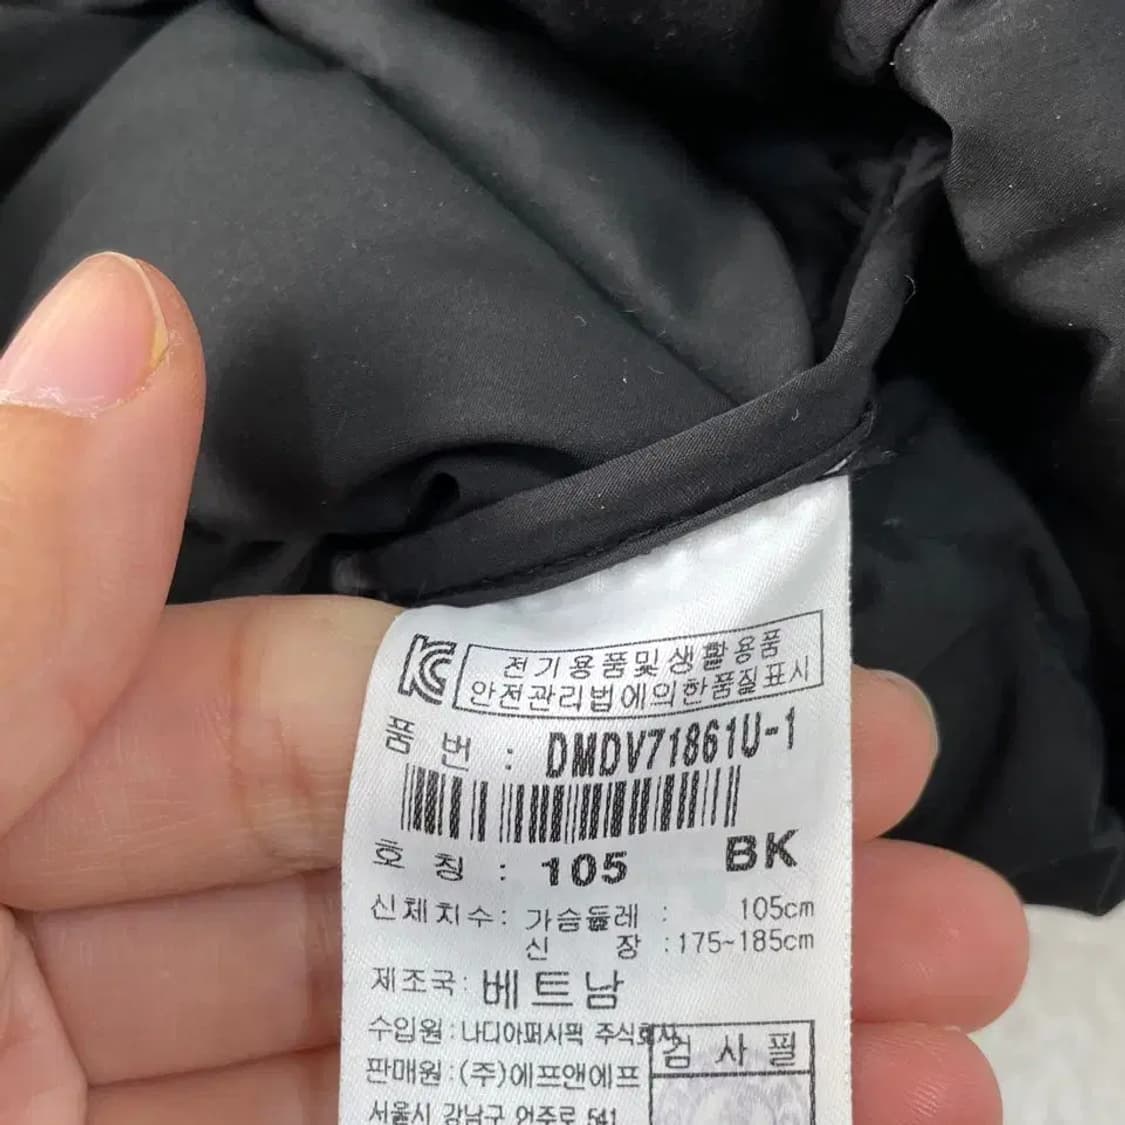 KC 전기용품및생활용품
안전관리법에의한품질표시
품 번 : DMDV71861U-1
호 칭 : 105 BK
신체치수: 가슴둘레 : 105cm
신 장 :175~185cm
제조국: 베트남
수입원 : 나디아퍼시픽 주식회사
검 사 필
판매원 : (주)에프앤에프
서울시 강남구 언주로 541